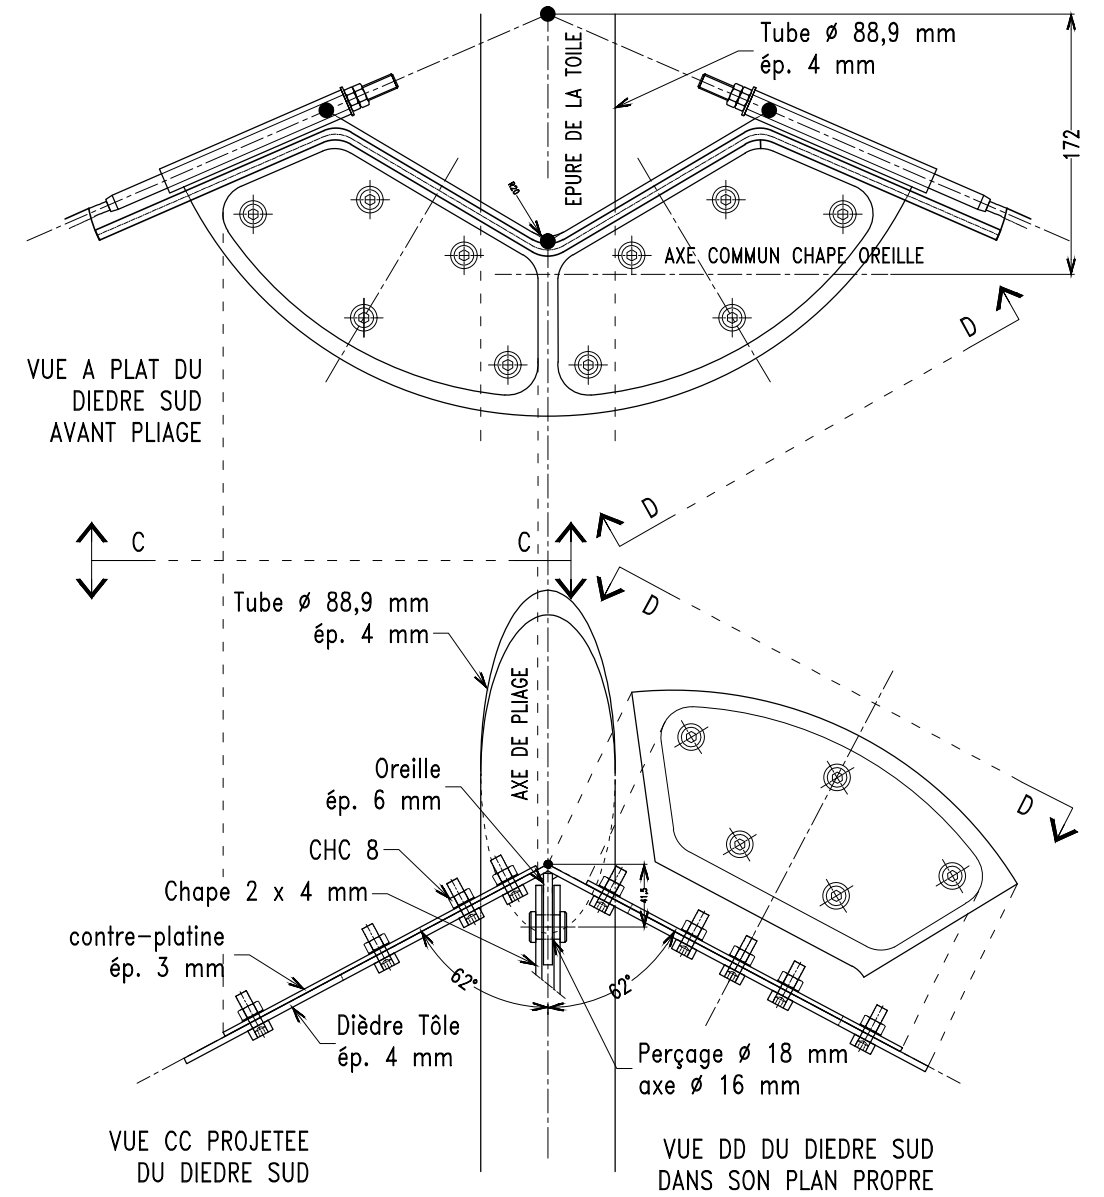 Tube Ø 88,9 mm
ép. 4 mm
EPURE DE LA TOILE
172
R20
AXE COMMUN CHAPE OREILLE
D
VUE A PLAT DU
DIEDRE SUD
AVANT PLIAGE
D
C
C
D
Tube Ø 88,9 mm
ép. 4 mm
AXE DE PLIAGE
Oreille
ép. 6 mm
D
CHC 8
Chape 2 x 4 mm
contre-platine
ép. 3 mm
62°
62°
Dièdre Tôle
ép. 4 mm
Perçage Ø 18 mm
axe Ø 16 mm
VUE CC PROJETEE
DU DIEDRE SUD
VUE DD DU DIEDRE SUD
DANS SON PLAN PROPRE